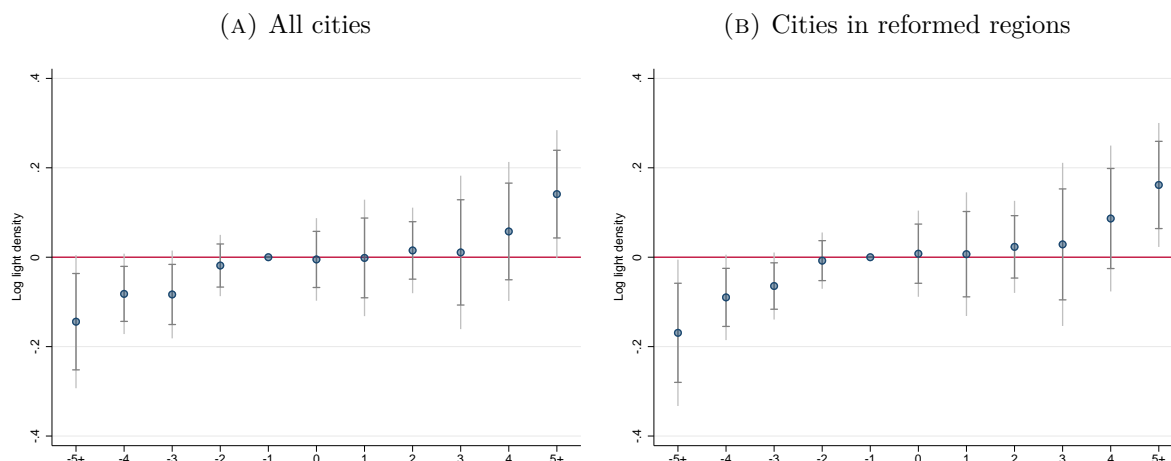 (A) All cities
(B) Cities in reformed regions
Log light density
.4
.2
0
-.2
-.4
-5+ -4 -3 -2 -1 0 1 2 3 4 5+
Log light density
.4
.2
0
-.2
-.4
-5+ -4 -3 -2 -1 0 1 2 3 4 5+